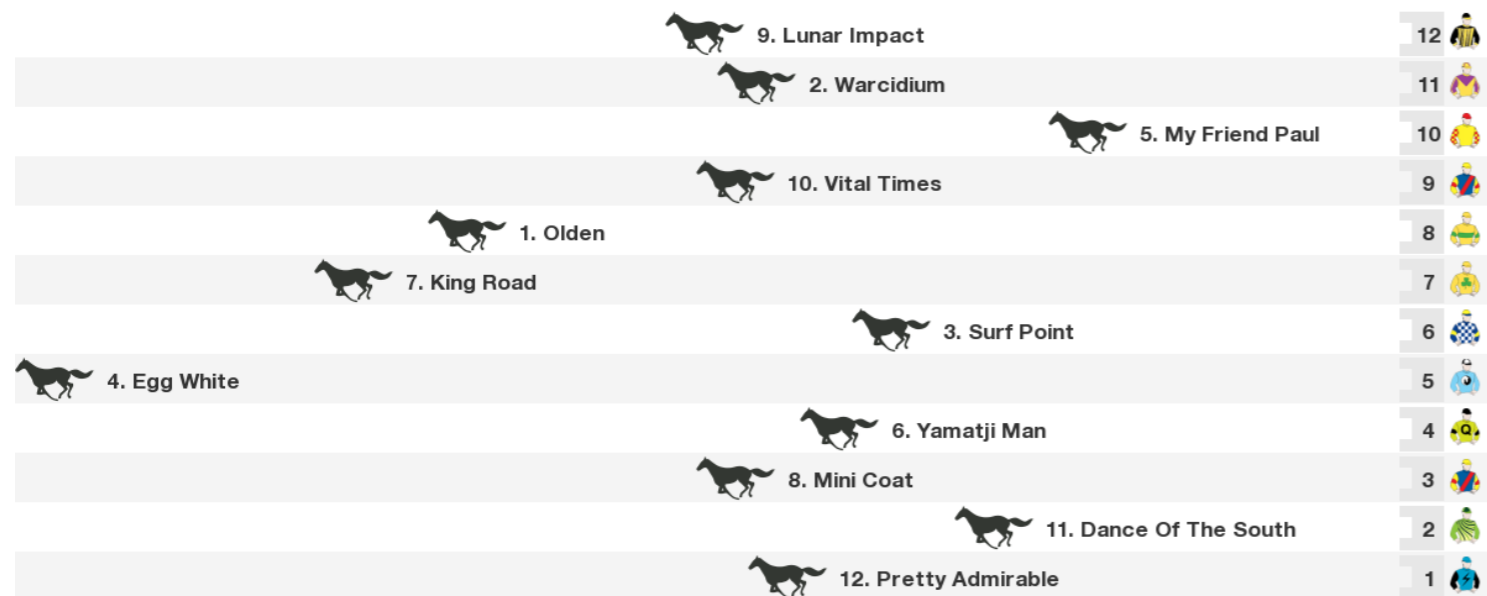 9. Lunar Impact 12
2. Warcidium 11
5. My Friend Paul 10
10. Vital Times 9
1. Olden 8
7. King Road 7
3. Surf Point 6
4. Egg White 5
6. Yamatji Man 4
Q
8. Mini Coat 3
11. Dance Of The South 2
12. Pretty Admirable 1